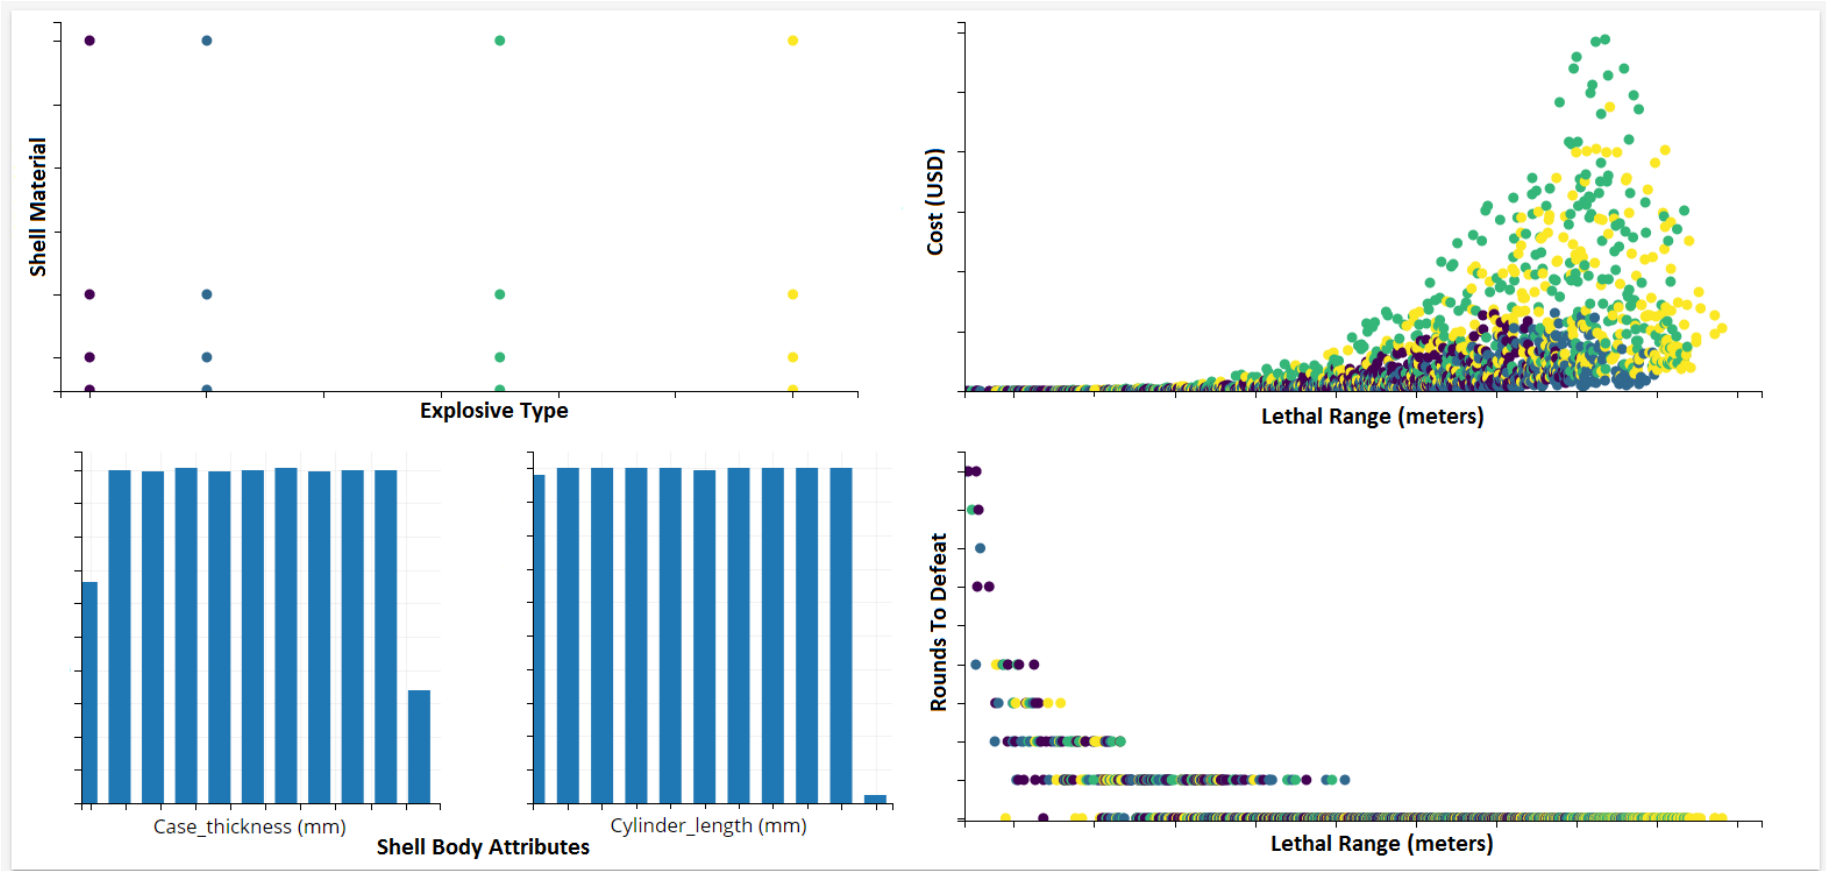 Shell Material
Explosive Type
Cost (USD)
Lethal Range (meters)
Case_thickness (mm)
Cylinder_length (mm)
Shell Body Attributes
Rounds To Defeat
Lethal Range (meters)